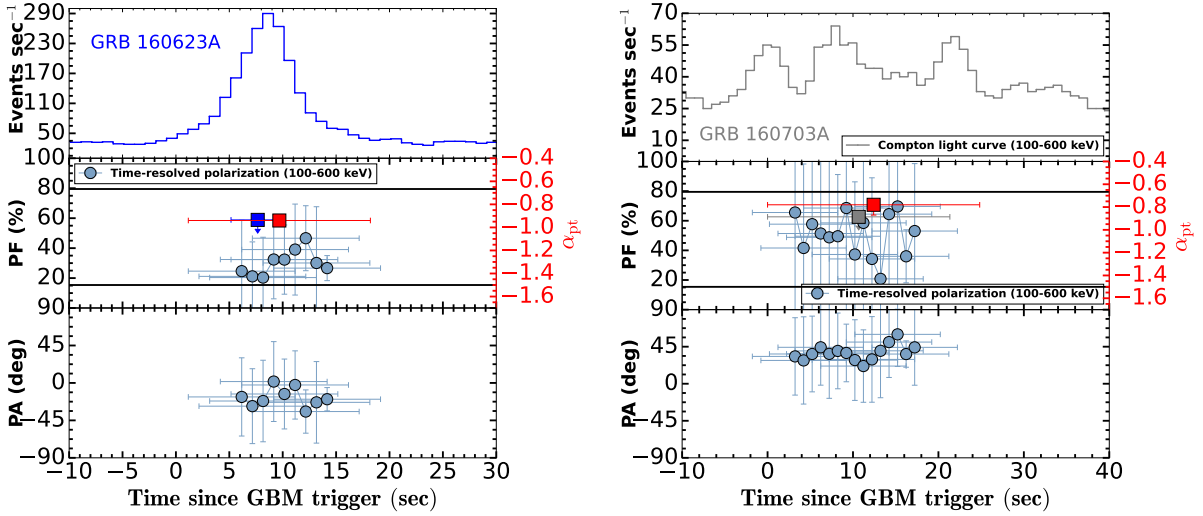 Events sec⁻¹
290
230
170
110
50
GRB 160623A
PF (%)
100
80
60
40
20
Time-resolved polarization (100-600 keV)
−0.4
−0.6
−0.8
−1.0
−1.2
−1.4
−1.6
α_pt
PA (deg)
90
45
0
−45
−90
−10 −5 0 5 10 15 20 25 30
Time since GBM trigger (sec)
Events sec⁻¹
70
55
40
25
10
GRB 160703A
Compton light curve (100-600 keV)
PF (%)
100
80
60
40
20
−0.4
−0.6
−0.8
−1.0
−1.2
−1.4
−1.6
α_pt
Time-resolved polarization (100-600 keV)
PA (deg)
90
45
0
−45
−90
−10 0 10 20 30 40
Time since GBM trigger (sec)